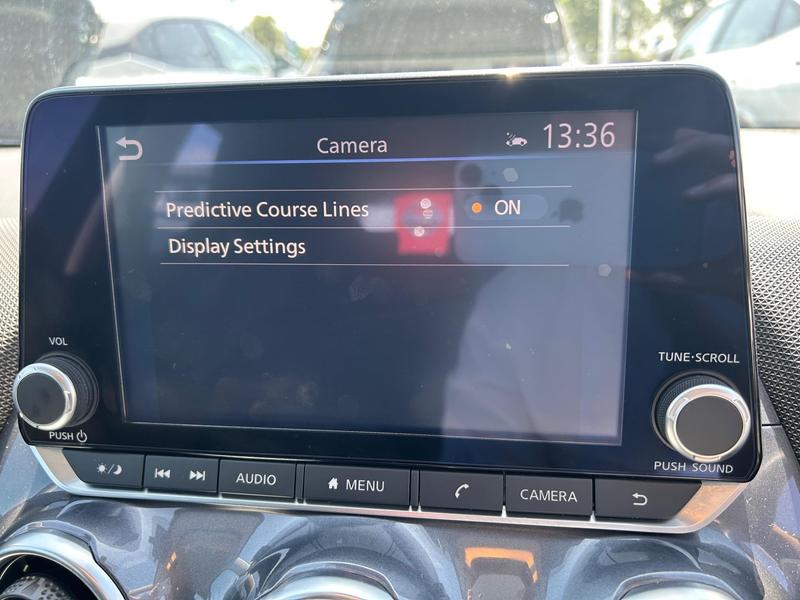 Camera
13:36
Predictive Course Lines
ON
Display Settings
VOL
TUNE·SCROLL
PUSH
PUSH SOUND
AUDIO
MENU
CAMERA